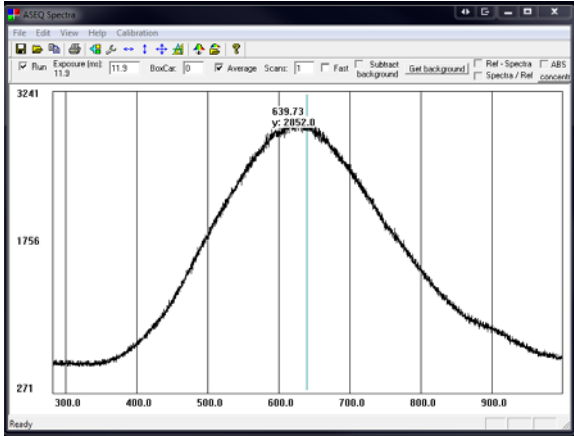 ASEQ Spectra
File Edit View Help Calibration
Run Exposure (ms): 11.9 BoxCar: 0 Average Scans: 1 Fast Subtract background Get background Ref - Spectra ABS
11.9 Spectra / Ref concentr
3241
639.73
y: 2852.0
1756
271
300.0 400.0 500.0 600.0 700.0 800.0 900.0
Ready